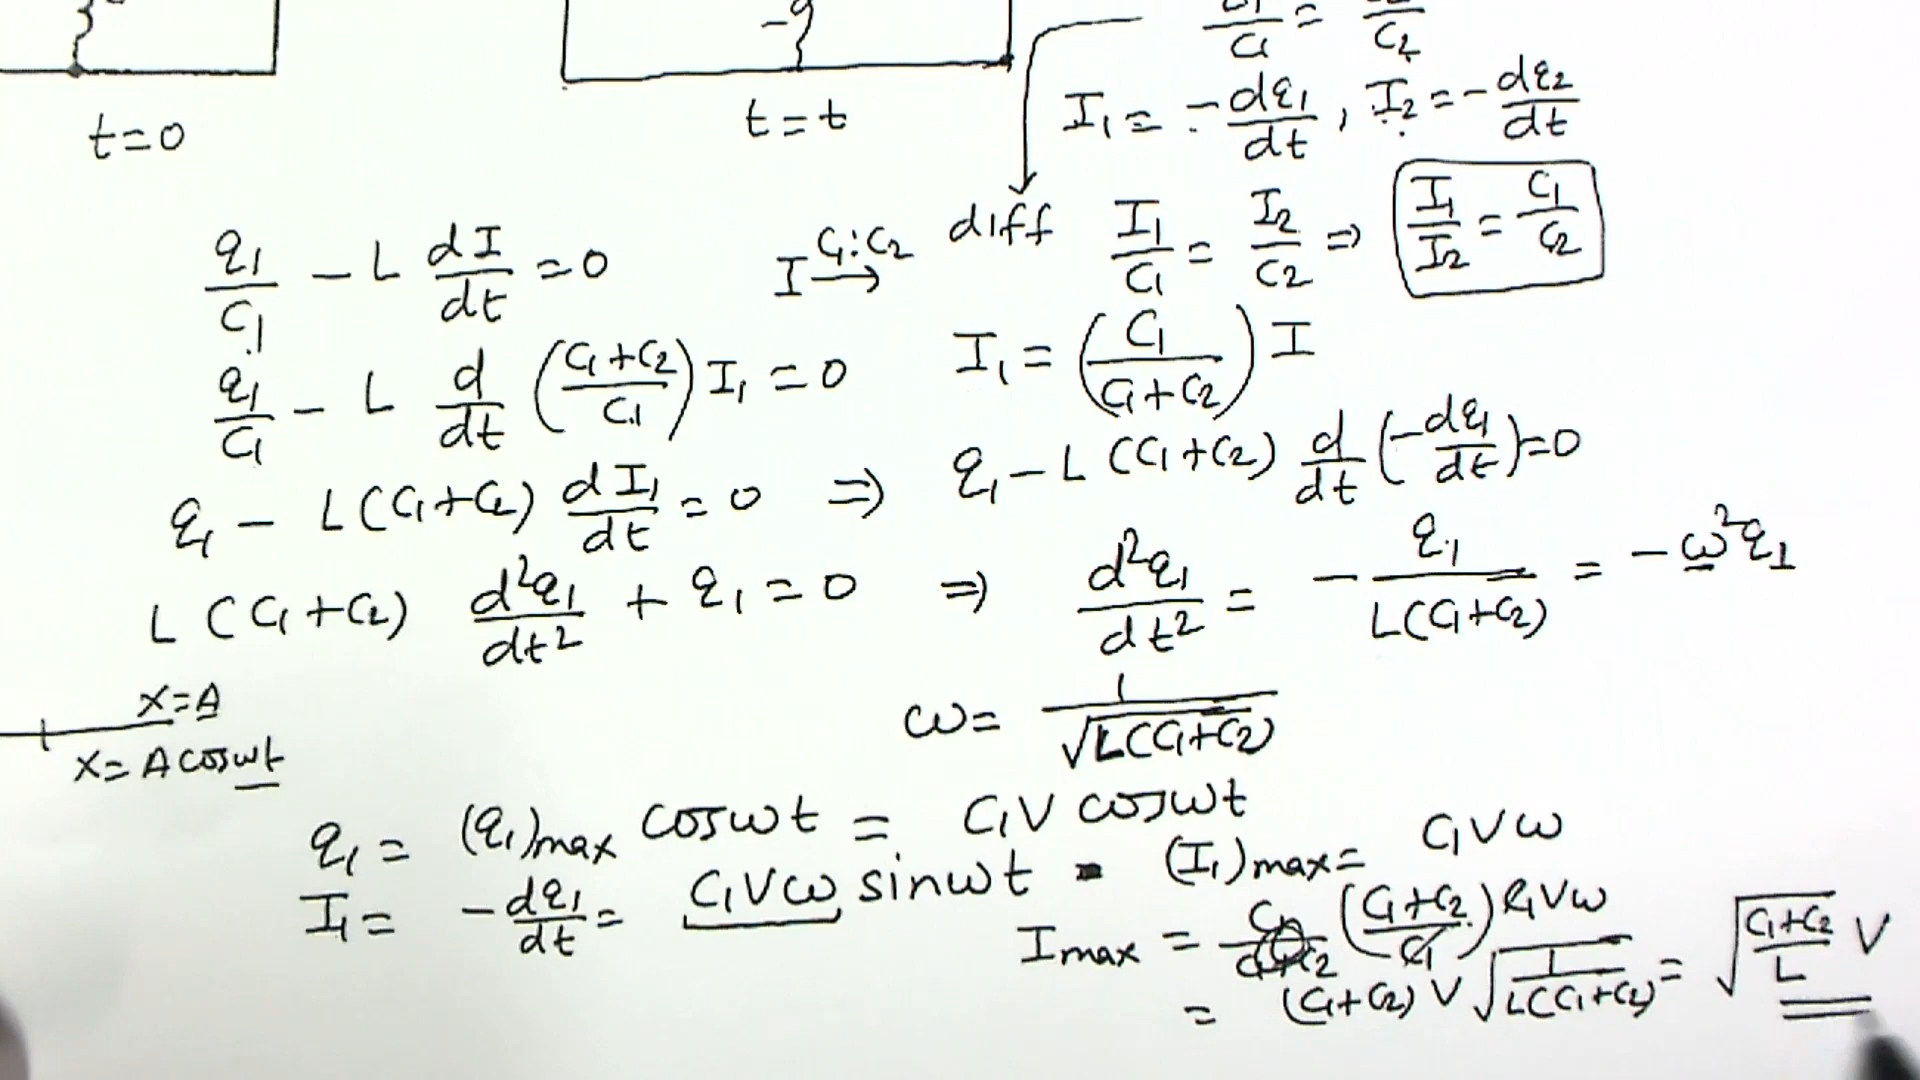 t=0
t=t
C₁ = C₂
I₁ = -dq₁/dt , I₂ = -dq₂/dt
diff I₁/C₁ = I₂/C₂ ⇒ I₁/I₂ = C₁/C₂
q₁/C₁ - L dI/dt = 0
I C₁:C₂ →
q₁/C₁ - L d/dt ((C₁+C₂)/C₁) I₁ = 0
I₁ = (C₁/(C₁+C₂)) I
q₁ - L(C₁+C₂) dI₁/dt = 0 ⇒ q₁ - L(C₁+C₂) d/dt (-dq₁/dt) = 0
L(C₁+C₂) d²q₁/dt² + q₁ = 0 ⇒ d²q₁/dt² = - q₁/(L(C₁+C₂)) = -ω²q₁
x=A
x=A cosωt
ω = 1/√(L(C₁+C₂))
q₁ = (q₁)max cosωt = C₁V cosωt
I₁ = -dq₁/dt = C₁Vω sinωt
(I₁)max = C₁Vω
Imax = ((C₁+C₂)/C₁) C₁Vω
= (C₁+C₂) V √(1/(L(C₁+C₂))) = √((C₁+C₂)/L) V